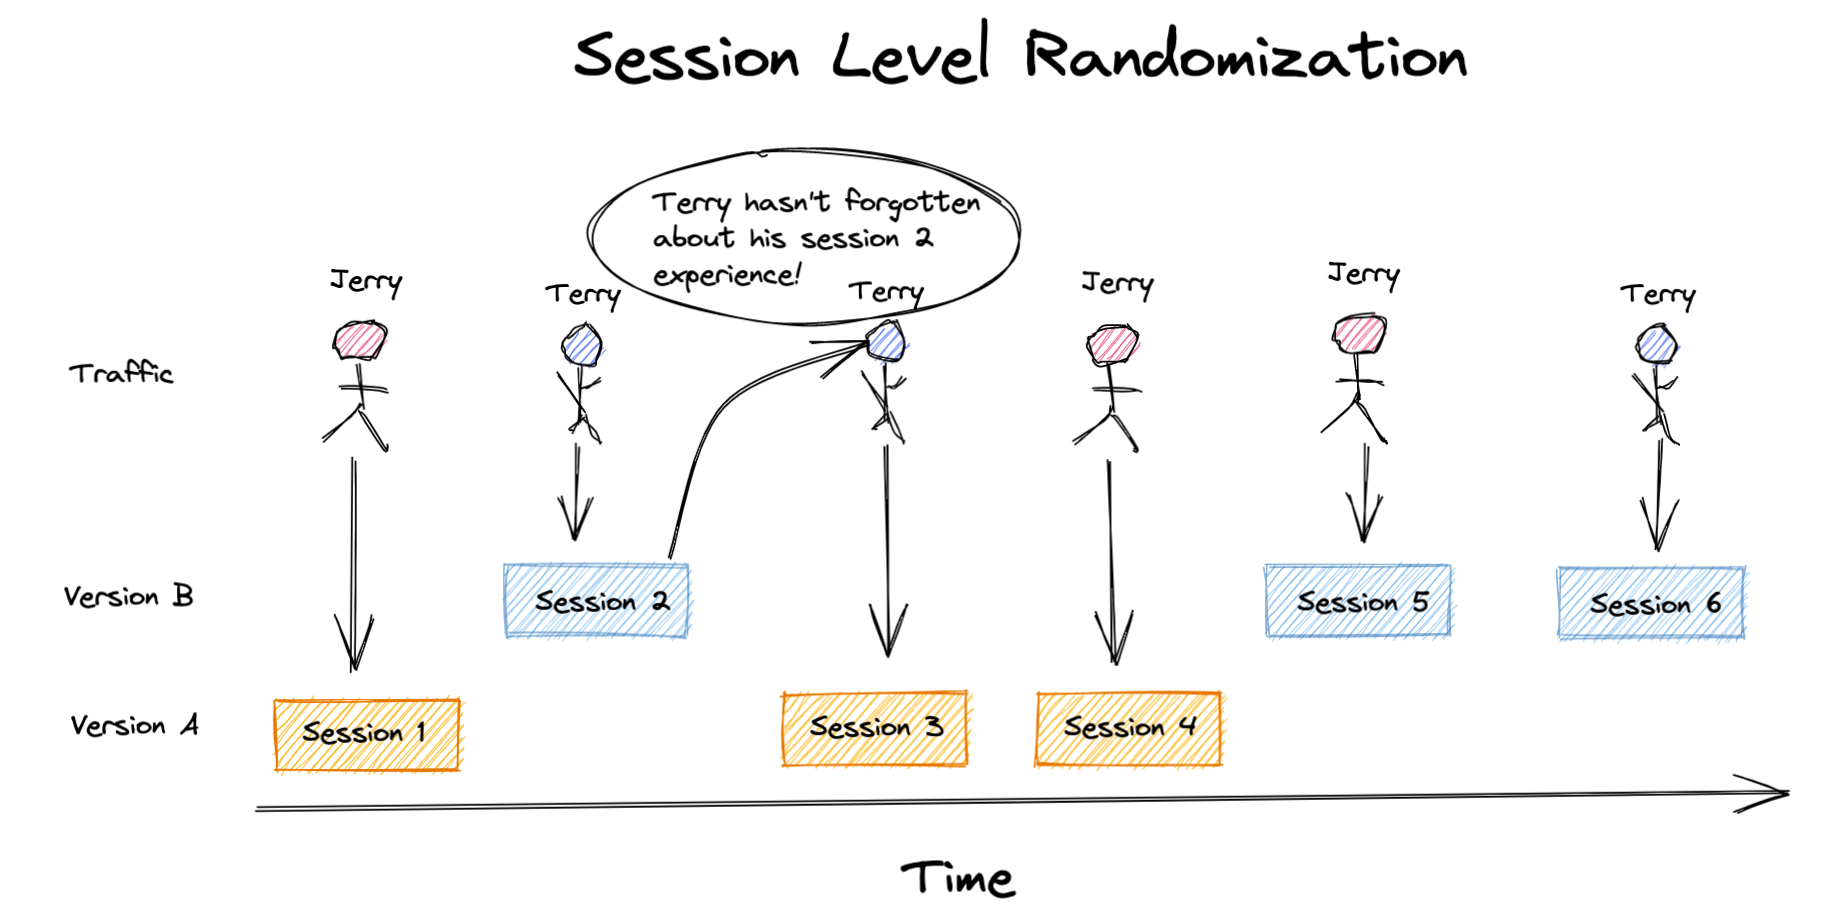 Session Level Randomization
Terry hasn't forgotten
about his session 2
experience!
Jerry
Terry
Terry
Jerry
Jerry
Terry
Traffic
Version B
Session 2
Session 5
Session 6
Version A
Session 1
Session 3
Session 4
Time